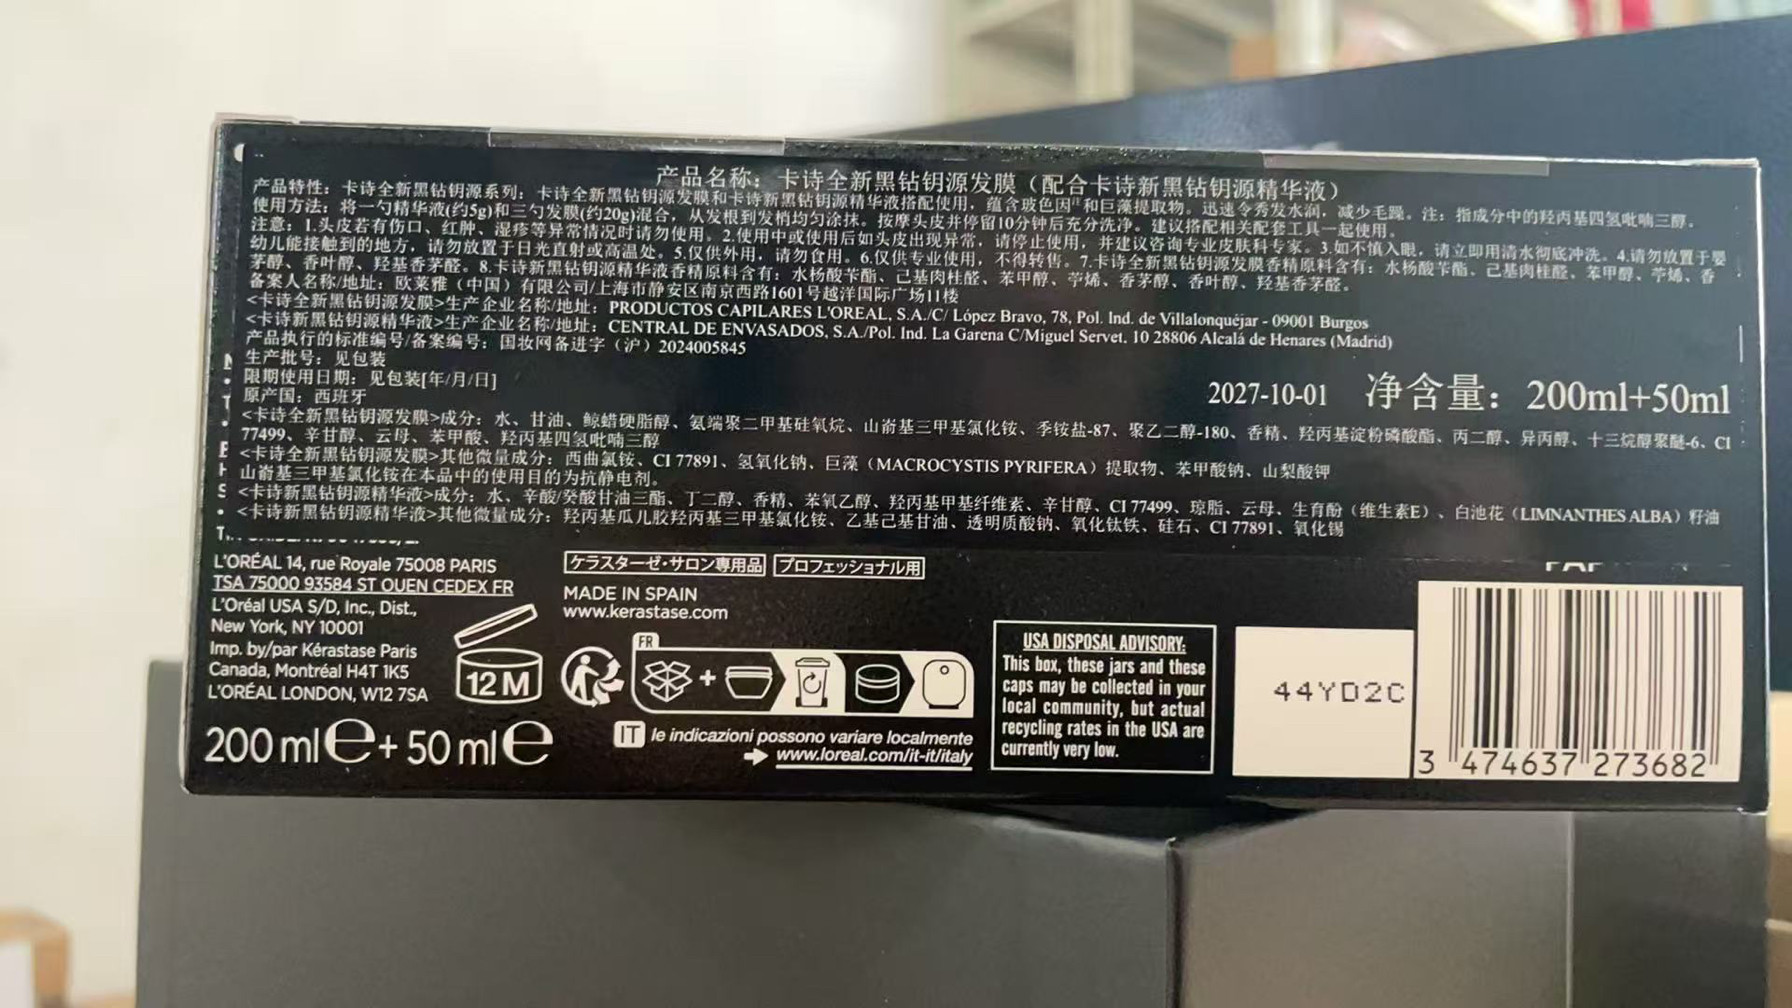 产品名称：卡诗全新黑钻钥源发膜（配合卡诗新黑钻钥源精华液）
产品特性：卡诗全新黑钻钥源系列：卡诗全新黑钻钥源发膜和卡诗新黑钻钥源精华液搭配使用，蕴含玻色因注和巨藻提取物。迅速令秀发水润，减少毛躁。注：指成分中的羟丙基四氢吡喃三醇。
使用方法：将一勺精华液(约5g)和三勺发膜(约20g)混合，从发根到发梢均匀涂抹。按摩头皮并停留10分钟后充分洗净。建议搭配相关配套工具一起使用。
注意：1.头皮若有伤口、红肿、湿疹等异常情况时请勿使用。2.使用中或使用后如头皮出现异常，请停止使用，并建议咨询专业皮肤科专家。3.如不慎入眼，请立即用清水彻底冲洗。4.请勿放置于婴
幼儿能接触到的地方，请勿放置于日光直射或高温处。5.仅供外用，请勿食用。6.仅供专业使用，不得转售。7.卡诗全新黑钻钥源发膜香精原料含有：水杨酸苄酯、己基肉桂醛、苯甲醇、苧烯、香
茅醇、香叶醇、羟基香茅醛。8.卡诗新黑钻钥源精华液香精原料含有：水杨酸苄酯、己基肉桂醛、苯甲醇、苧烯、香茅醇、香叶醇、羟基香茅醛。
备案人名称/地址：欧莱雅（中国）有限公司/上海市静安区南京西路1601号越洋国际广场11楼
<卡诗全新黑钻钥源发膜>生产企业名称/地址：PRODUCTOS CAPILARES L'OREAL, S.A./C/ López Bravo, 78, Pol. Ind. de Villalonquéjar - 09001 Burgos
<卡诗新黑钻钥源精华液>生产企业名称/地址：CENTRAL DE ENVASADOS, S.A./Pol. Ind. La Garena C/Miguel Servet. 10 28806 Alcalá de Henares (Madrid)
产品执行的标准编号/备案编号：国妆网备进字（沪）2024005845
生产批号：见包装
限期使用日期：见包装[年/月/日]
原产国：西班牙
2027-10-01 净含量：200ml+50ml
<卡诗全新黑钻钥源发膜>成分：水、甘油、鲸蜡硬脂醇、氨端聚二甲基硅氧烷、山嵛基三甲基氯化铵、季铵盐-87、聚乙二醇-180、香精、羟丙基淀粉磷酸酯、丙二醇、异丙醇、十三烷醇聚醚-6、CI
77499、辛甘醇、云母、苯甲酸、羟丙基四氢吡喃三醇
<卡诗全新黑钻钥源发膜>其他微量成分：西曲氯铵、CI 77891、氢氧化钠、巨藻（MACROCYSTIS PYRIFERA）提取物、苯甲酸钠、山梨酸钾
山嵛基三甲基氯化铵在本品中的使用目的为抗静电剂。
<卡诗新黑钻钥源精华液>成分：水、辛酸/癸酸甘油三酯、丁二醇、香精、苯氧乙醇、羟丙基甲基纤维素、辛甘醇、CI 77499、琼脂、云母、生育酚（维生素E）、白池花（LIMNANTHES ALBA）籽油
<卡诗新黑钻钥源精华液>其他微量成分：羟丙基瓜儿胶羟丙基三甲基氯化铵、乙基己基甘油、透明质酸钠、氧化钛铁、硅石、CI 77891、氧化锡
L'ORÉAL 14, rue Royale 75008 PARIS
TSA 75000 93584 ST OUEN CEDEX FR
L'Oréal USA S/D, Inc., Dist.,
New York, NY 10001
Imp. by/par Kérastase Paris
Canada, Montréal H4T 1K5
L'ORÉAL LONDON, W12 7SA
200 ml e + 50 ml e
12 M
ケラスターゼ・サロン専用品 プロフェッショナル用
MADE IN SPAIN
www.kerastase.com
FR
IT le indicazioni possono variare localmente
www.loreal.com/it-it/italy
USA DISPOSAL ADVISORY:
This box, these jars and these
caps may be collected in your
local community, but actual
recycling rates in the USA are
currently very low.
44YD2C
3 474637 273682